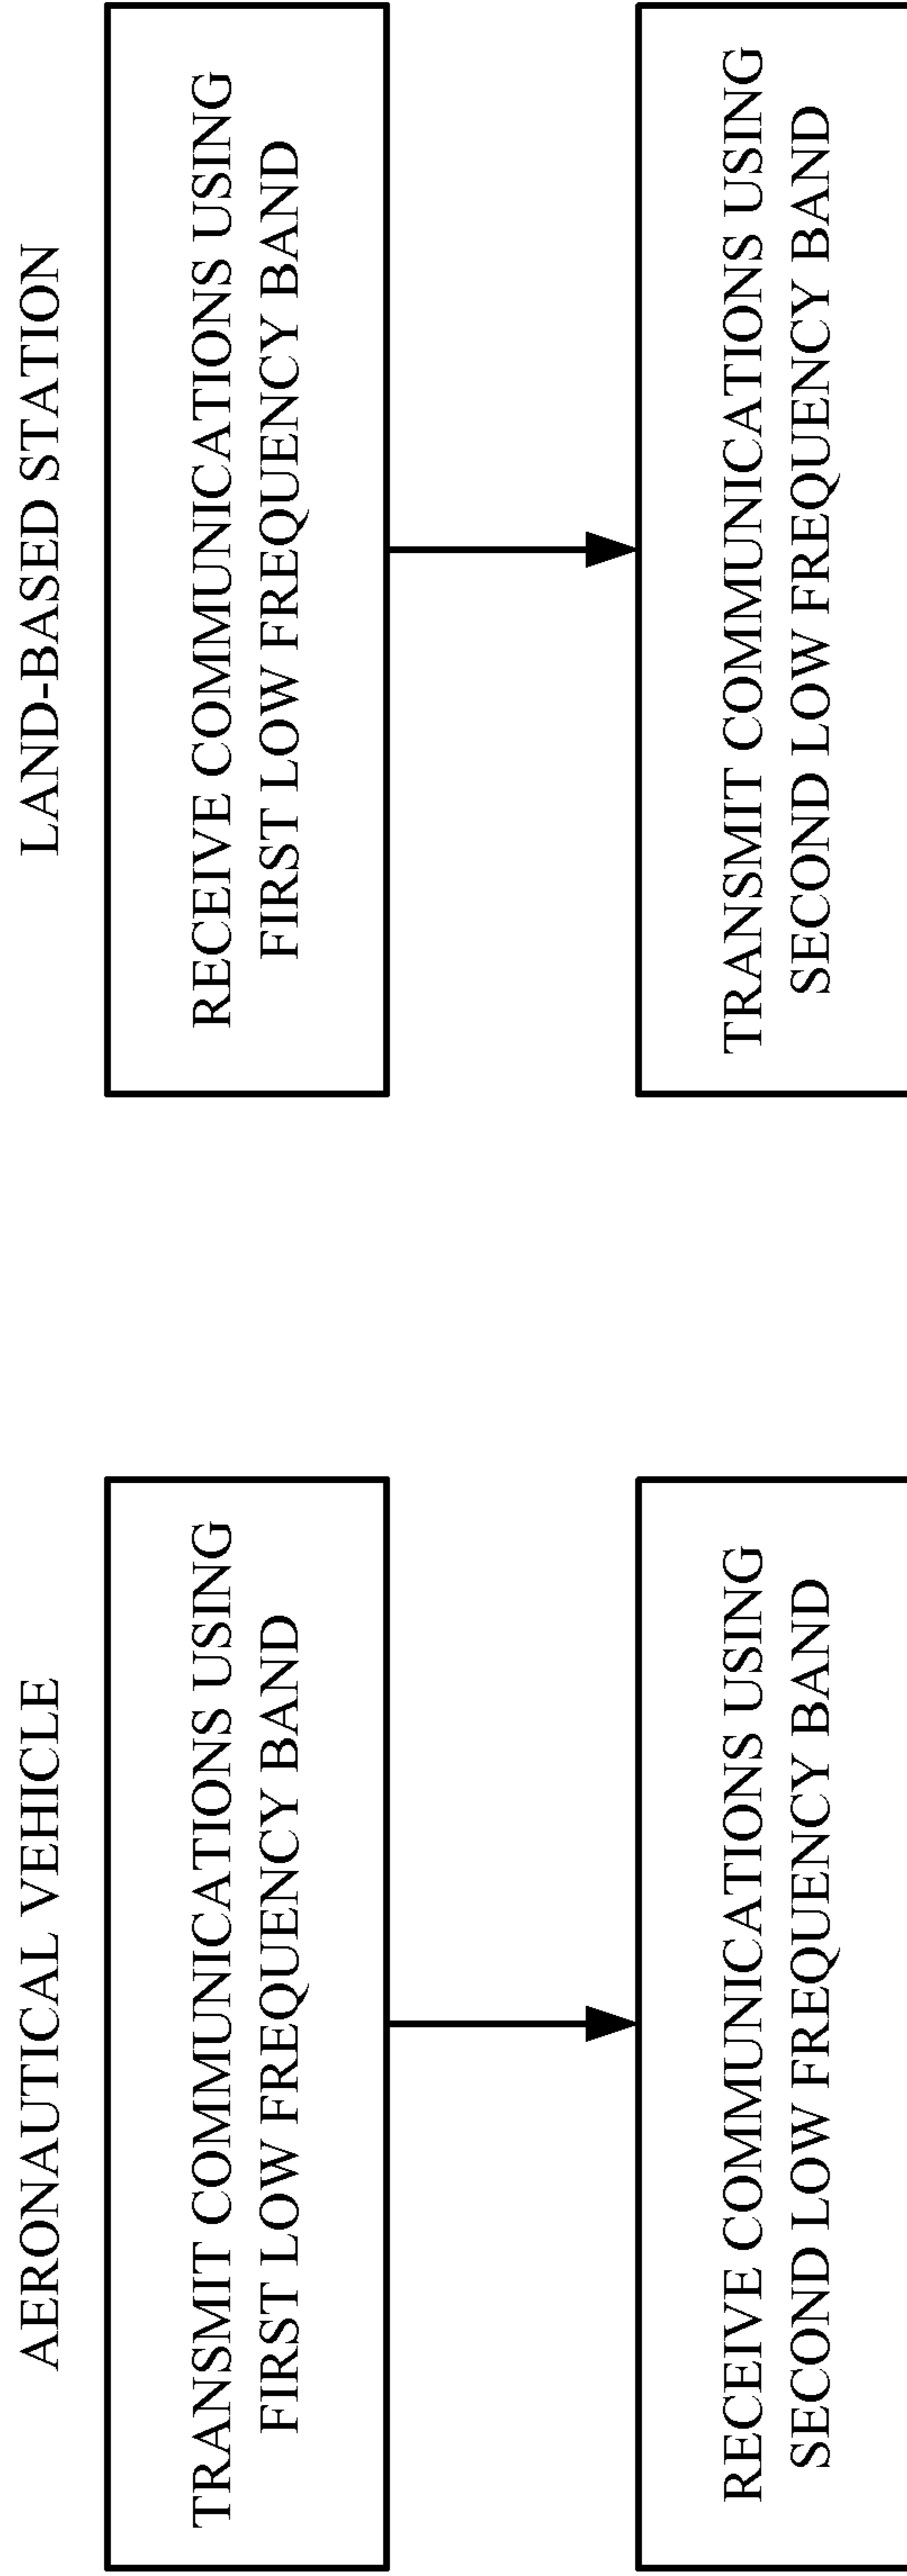 AERONAUTICAL VEHICLE
TRANSMIT COMMUNICATIONS USING
FIRST LOW FREQUENCY BAND
RECEIVE COMMUNICATIONS USING
SECOND LOW FREQUENCY BAND
LAND-BASED STATION
RECEIVE COMMUNICATIONS USING
FIRST LOW FREQUENCY BAND
TRANSMIT COMMUNICATIONS USING
SECOND LOW FREQUENCY BAND